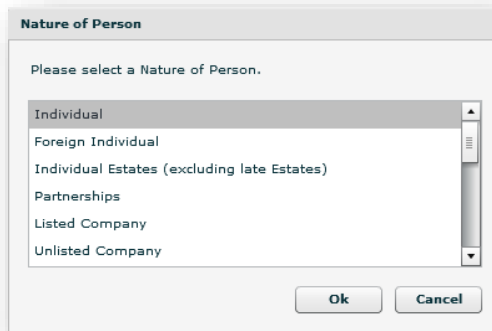 Nature of Person
Please select a Nature of Person.
Individual
Foreign Individual
Individual Estates (excluding late Estates)
Partnerships
Listed Company
Unlisted Company
Ok Cancel